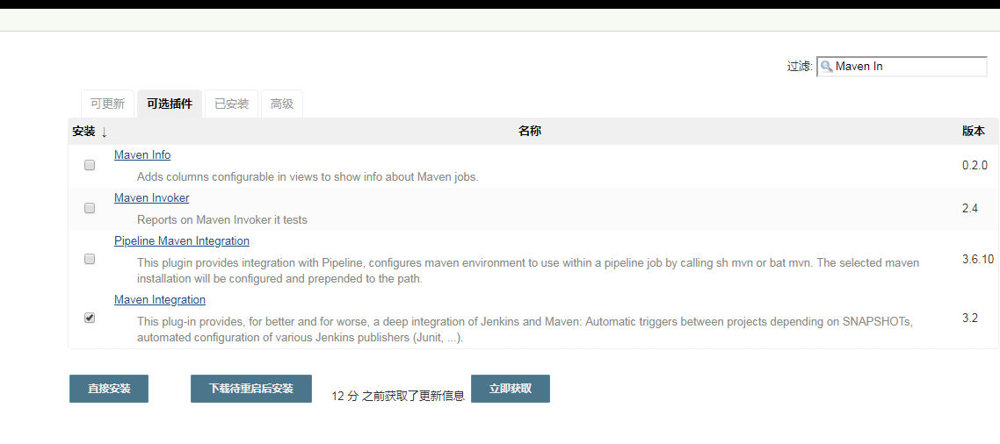 过滤: Maven In
可更新 可选插件 已安装 高级
安装 ↓ 名称 版本
Maven Info
Adds columns configurable in views to show info about Maven jobs.
0.2.0
Maven Invoker
Reports on Maven Invoker it tests
2.4
Pipeline Maven Integration
This plugin provides integration with Pipeline, configures maven environment to use within a pipeline job by calling sh mvn or bat mvn. The selected maven
installation will be configured and prepended to the path.
3.6.10
Maven Integration
This plug-in provides, for better and for worse, a deep integration of Jenkins and Maven: Automatic triggers between projects depending on SNAPSHOTs,
automated configuration of various Jenkins publishers (Junit, ...).
3.2
直接安装 下载待重启后安装 12 分 之前获取了更新信息 立即获取